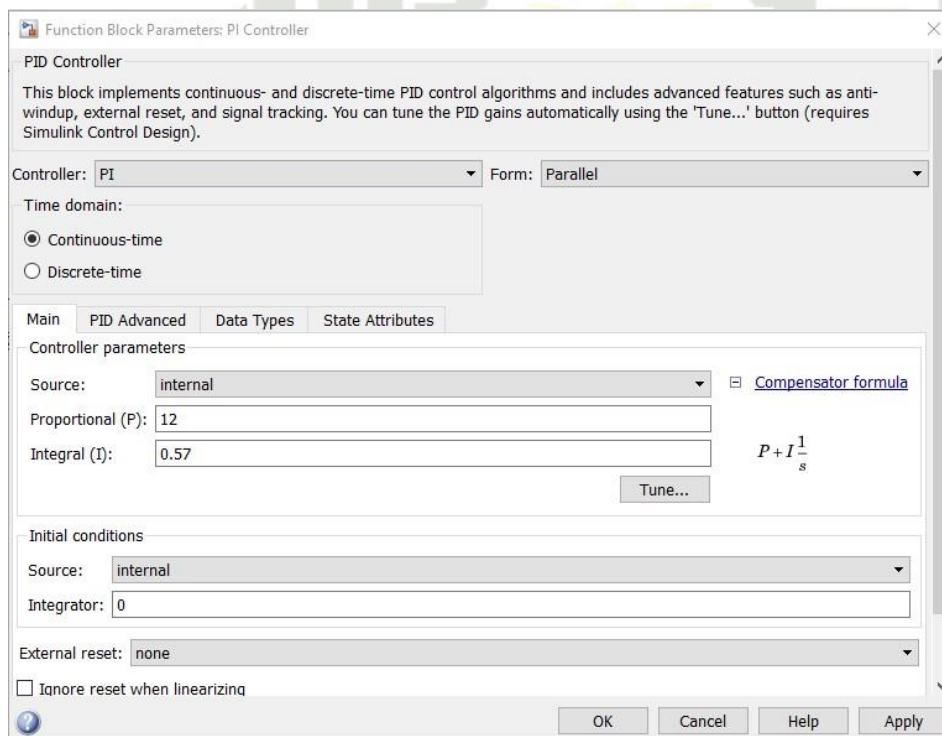 Function Block Parameters: PI Controller
PID Controller
This block implements continuous- and discrete-time PID control algorithms and includes advanced features such as anti-
windup, external reset, and signal tracking. You can tune the PID gains automatically using the 'Tune...' button (requires
Simulink Control Design).
Controller: PI Form: Parallel
Time domain:
Continuous-time
Discrete-time
Main PID Advanced Data Types State Attributes
Controller parameters
Source: internal Compensator formula
Proportional (P): 12
Integral (I): 0.57
P + I 1/s
Tune...
Initial conditions
Source: internal
Integrator: 0
External reset: none
Ignore reset when linearizing
OK Cancel Help Apply